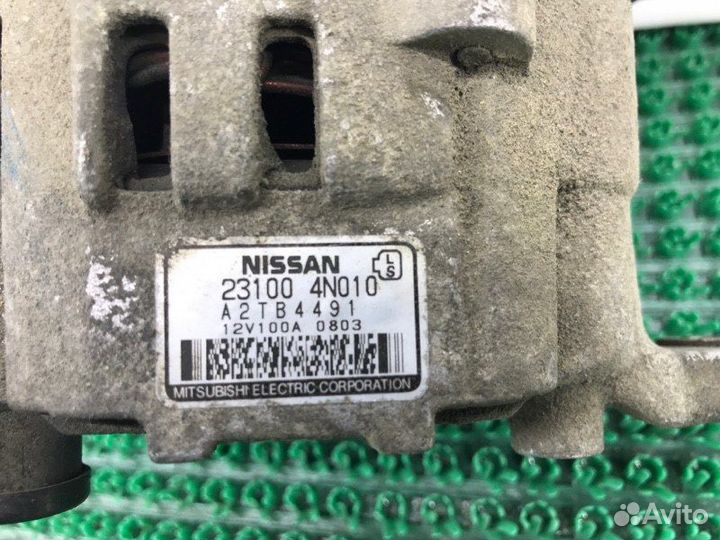 NISSAN
L
S
23100 4N010
A2TB4491
12V100A 0803
MITSUBISHI ELECTRIC CORPORATION
Avito